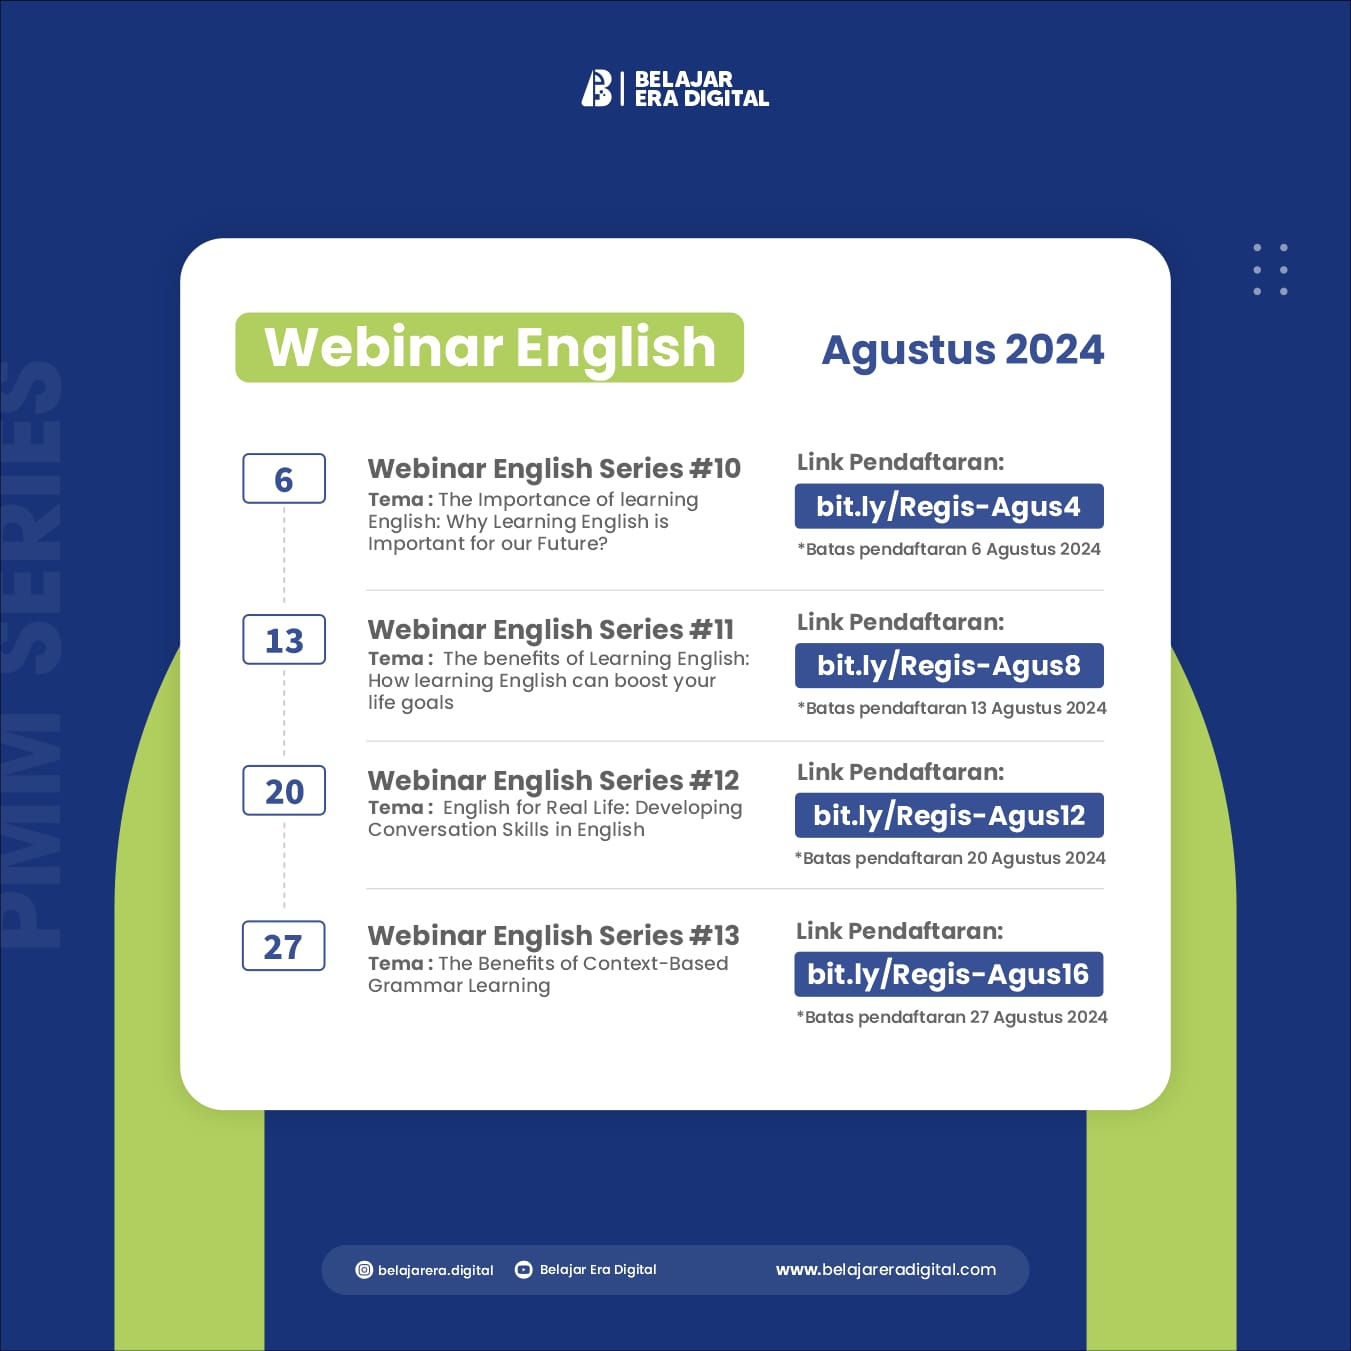 BELAJAR
ERA DIGITAL
PMM SERIES
Webinar English
Agustus 2024
6
Webinar English Series #10
Tema : The Importance of learning
English: Why Learning English is
Important for our Future?
Link Pendaftaran:
bit.ly/Regis-Agus4
*Batas pendaftaran 6 Agustus 2024
13
Webinar English Series #11
Tema : The benefits of Learning English:
How learning English can boost your
life goals
Link Pendaftaran:
bit.ly/Regis-Agus8
*Batas pendaftaran 13 Agustus 2024
20
Webinar English Series #12
Tema : English for Real Life: Developing
Conversation Skills in English
Link Pendaftaran:
bit.ly/Regis-Agus12
*Batas pendaftaran 20 Agustus 2024
27
Webinar English Series #13
Tema : The Benefits of Context-Based
Grammar Learning
Link Pendaftaran:
bit.ly/Regis-Agus16
*Batas pendaftaran 27 Agustus 2024
belajarera.digital
Belajar Era Digital
www.belajareradigital.com